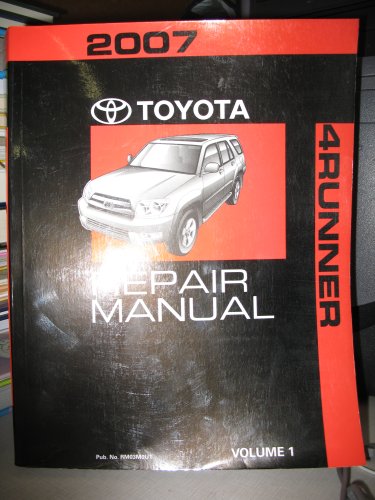 2007
TOYOTA
4RUNNER
REPAIR
MANUAL
VOLUME 1
Pub. No.